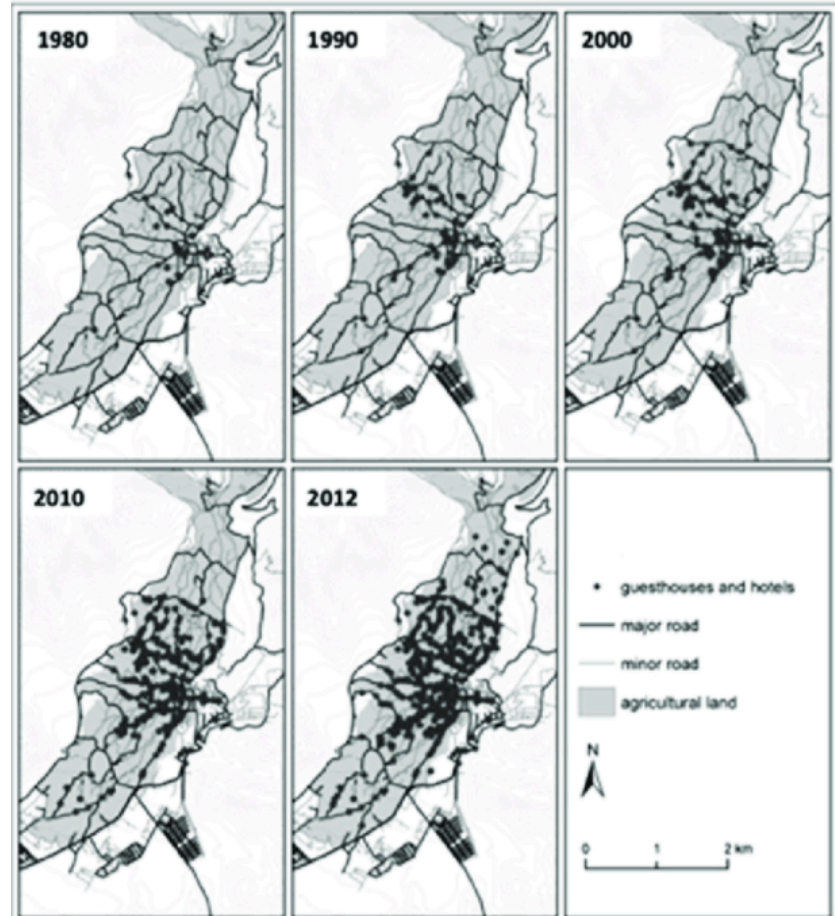 1980
1990
2000
2010
2012
guesthouses and hotels
major road
minor road
agricultural land
N
0 1 2 km